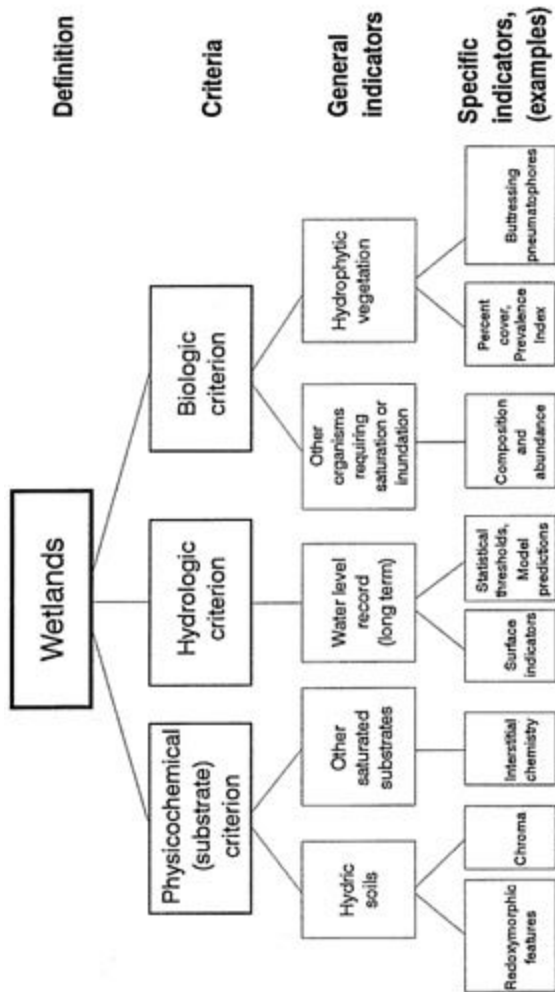 Wetlands
Definition
Physicochemical
(substrate)
criterion
Hydrologic
criterion
Biologic
criterion
Criteria
Hydric
soils
Other
saturated
substrates
Water level
record
(long term)
Other
organisms
requiring
saturation or
inundation
Hydrophytic
vegetation
General
indicators
Redoxymorphic
features
Chroma
Interstitial chemistry
Surface
indicators
Statistical
thresholds,
Model
predictions
Composition
and
abundance
Percent
cover,
Prevalence
Index
Buttressing
pneumatophores
Specific
indicators,
(examples)